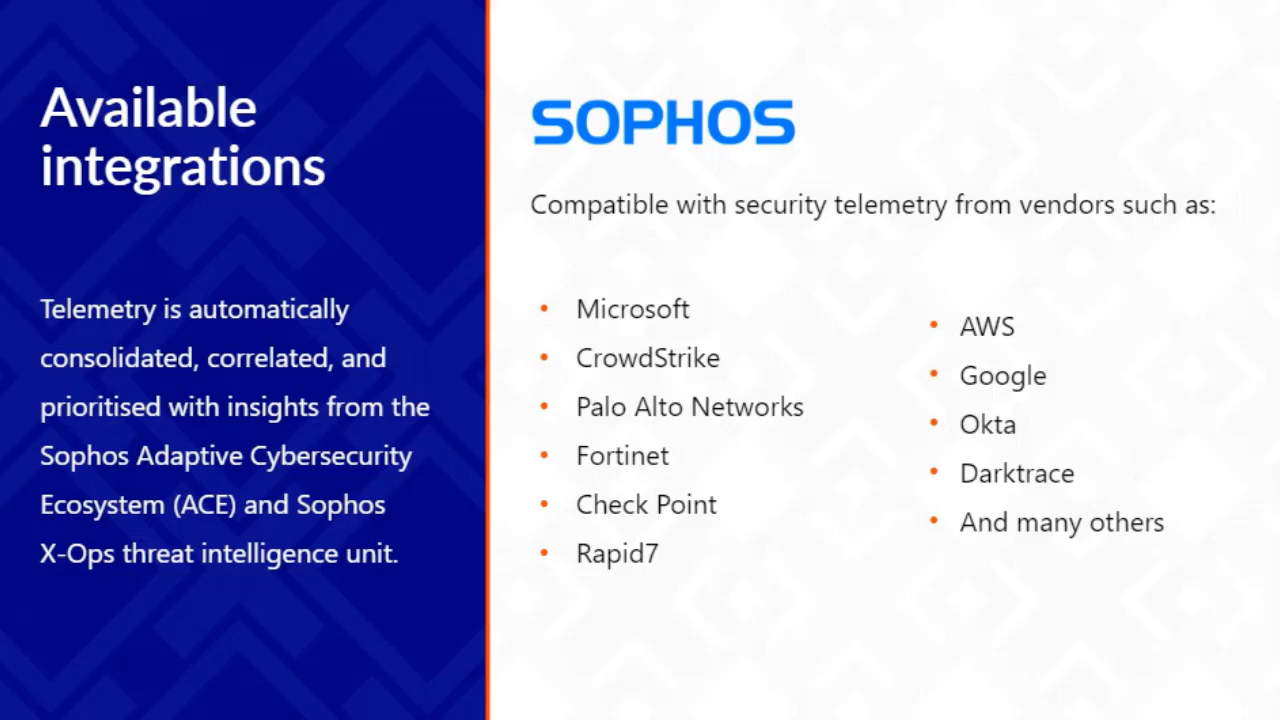 Available
integrations
Telemetry is automatically
consolidated, correlated, and
prioritised with insights from the
Sophos Adaptive Cybersecurity
Ecosystem (ACE) and Sophos
X-Ops threat intelligence unit.
SOPHOS
Compatible with security telemetry from vendors such as:
• Microsoft
• CrowdStrike
• Palo Alto Networks
• Fortinet
• Check Point
• Rapid7
• AWS
• Google
• Okta
• Darktrace
• And many others